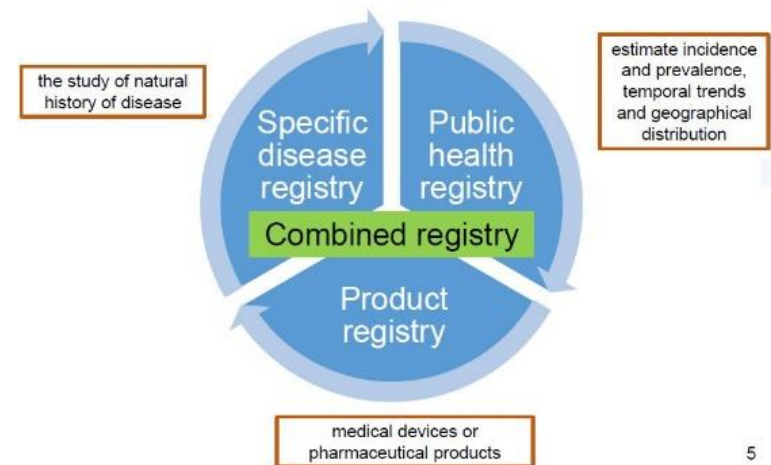 the study of natural
history of disease
estimate incidence
and prevalence,
temporal trends
and geographical
distribution
Specific
disease
registry
Public
health
registry
Combined registry
Product
registry
medical devices or
pharmaceutical products
5